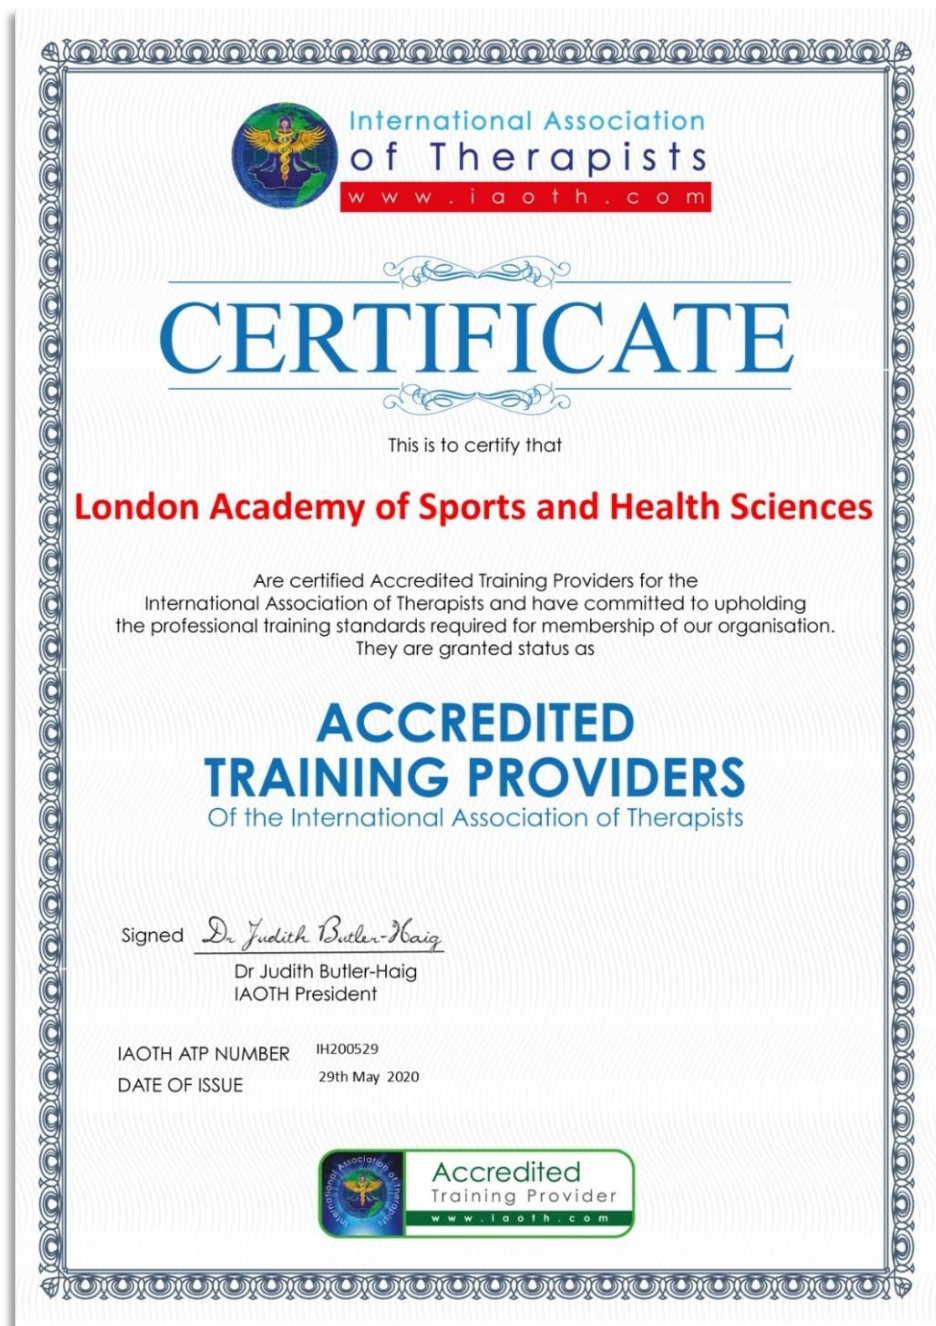 International Association
of Therapists
www.iaoth.com
CERTIFICATE
This is to certify that
London Academy of Sports and Health Sciences
Are certified Accredited Training Providers for the
International Association of Therapists and have committed to upholding
the professional training standards required for membership of our organisation.
They are granted status as
ACCREDITED
TRAINING PROVIDERS
Of the International Association of Therapists
Signed Dr Judith Butler-Haig
Dr Judith Butler-Haig
IAOTH President
IAOTH ATP NUMBER IH200529
DATE OF ISSUE 29th May 2020
International Association of Therapists
Accredited
Training Provider
www.iaoth.com